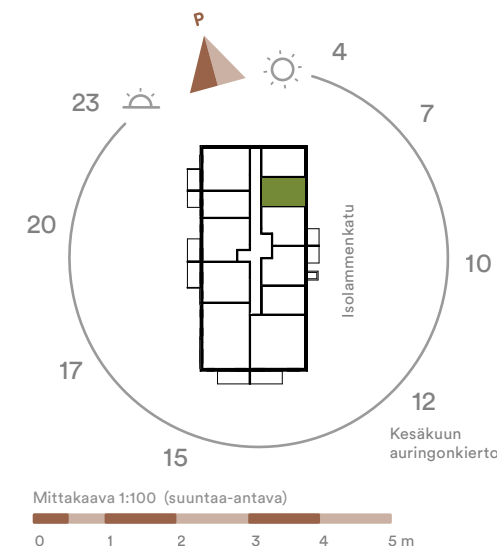 P
4
23
7
20
Isolammenkatu
10
17
12
Kesäkuun
auringonkierto
15
Mittakaava 1:100 (suuntaa-antava)
0 1 2 3 4 5 m